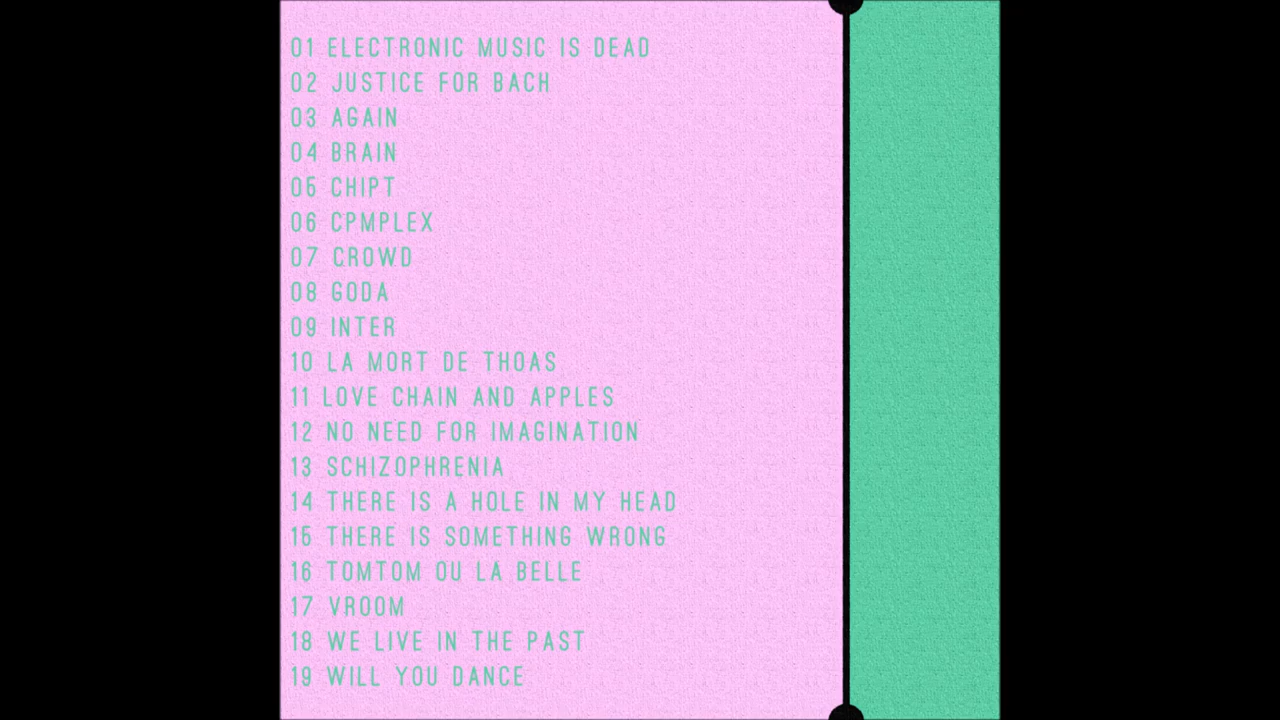 01 ELECTRONIC MUSIC IS DEAD
02 JUSTICE FOR BACH
03 AGAIN
04 BRAIN
05 CHIPT
06 CPMPLEX
07 CROWD
08 GODA
09 INTER
10 LA MORT DE THOAS
11 LOVE CHAIN AND APPLES
12 NO NEED FOR IMAGINATION
13 SCHIZOPHRENIA
14 THERE IS A HOLE IN MY HEAD
15 THERE IS SOMETHING WRONG
16 TOMTOM OU LA BELLE
17 VROOM
18 WE LIVE IN THE PAST
19 WILL YOU DANCE